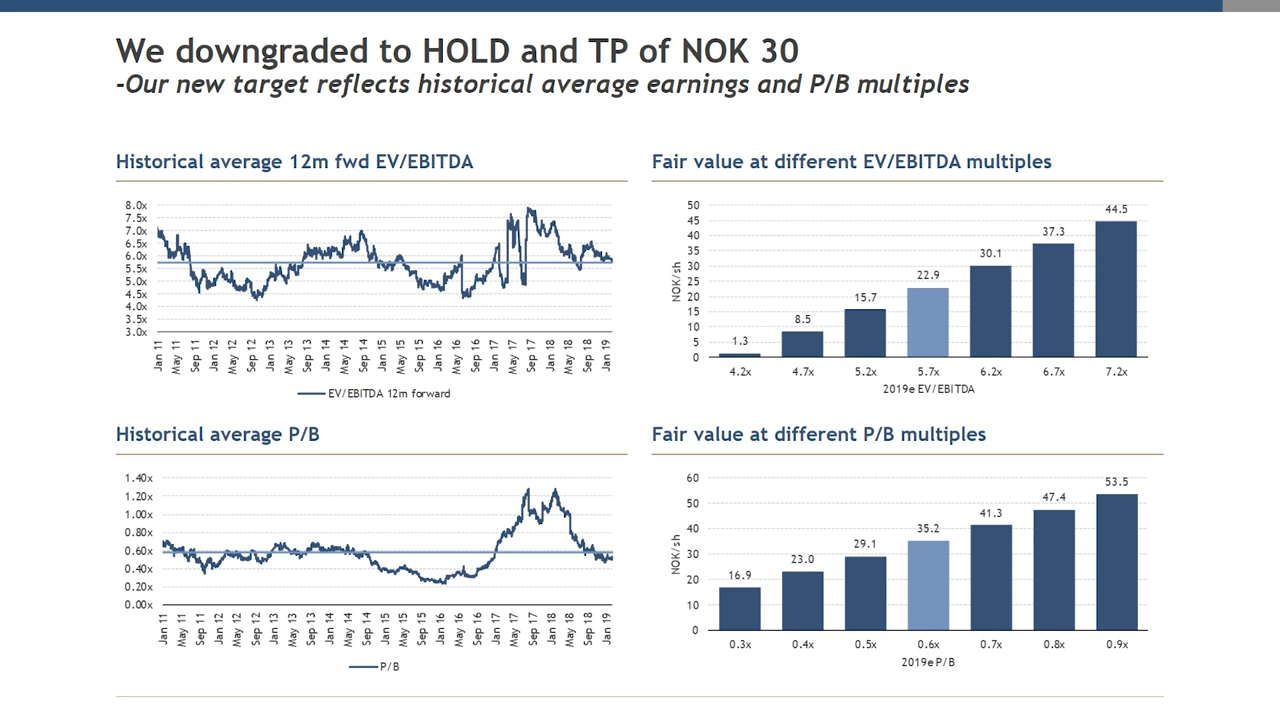 We downgraded to HOLD and TP of NOK 30
-Our new target reflects historical average earnings and P/B multiples
Historical average 12m fwd EV/EBITDA
8.0x
7.5x
7.0x
6.5x
6.0x
5.5x
5.0x
4.5x
4.0x
3.5x
3.0x
Jan 11
May 11
Sep 11
Jan 12
May 12
Sep 12
Jan 13
May 13
Sep 13
Jan 14
May 14
Sep 14
Jan 15
May 15
Sep 15
Jan 16
May 16
Sep 16
Jan 17
May 17
Sep 17
Jan 18
May 18
Sep 18
Jan 19
EV/EBITDA 12m forward
Fair value at different EV/EBITDA multiples
NOK/sh
50
45
40
35
30
25
20
15
10
5
0
1.3
8.5
15.7
22.9
30.1
37.3
44.5
4.2x
4.7x
5.2x
5.7x
6.2x
6.7x
7.2x
2019e EV/EBITDA
Historical average P/B
1.40x
1.20x
1.00x
0.80x
0.60x
0.40x
0.20x
0.00x
Jan 11
May 11
Sep 11
Jan 12
May 12
Sep 12
Jan 13
May 13
Sep 13
Jan 14
May 14
Sep 14
Jan 15
May 15
Sep 15
Jan 16
May 16
Sep 16
Jan 17
May 17
Sep 17
Jan 18
May 18
Sep 18
Jan 19
P/B
Fair value at different P/B multiples
NOK/sh
60
50
40
30
20
10
0
16.9
23.0
29.1
35.2
41.3
47.4
53.5
0.3x
0.4x
0.5x
0.6x
0.7x
0.8x
0.9x
2019e P/B